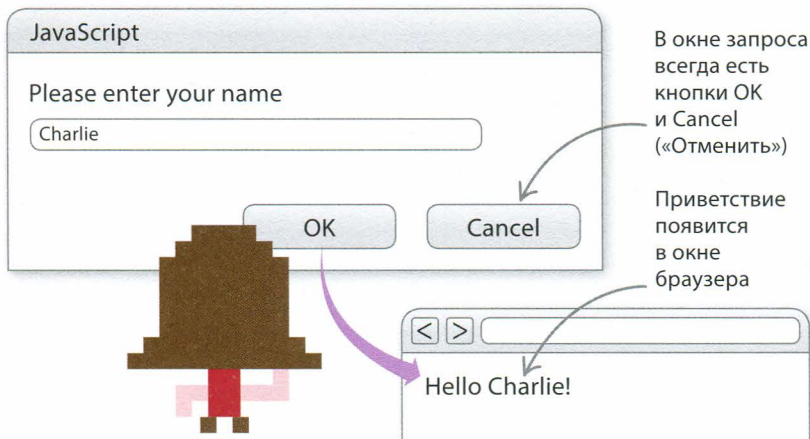 JavaScript
Please enter your name
Charlie
OK
Cancel
В окне запроса
всегда есть
кнопки OK
и Cancel
(«Отменить»)
Приветствие
появится
в окне
браузера
< >
Hello Charlie!